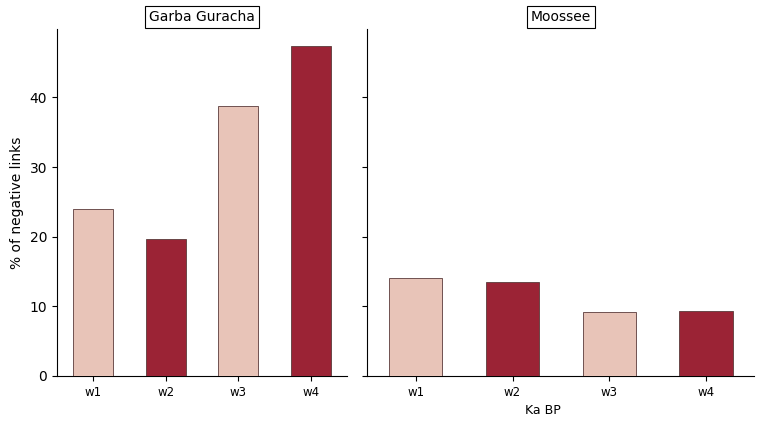 Garba Guracha
Moossee
% of negative links
40
30
20
10
0
w1 w2 w3 w4
w1 w2 w3 w4
Ka BP